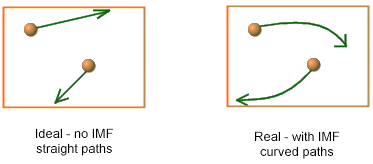 Ideal - no IMF
straight paths
Real - with IMF
curved paths